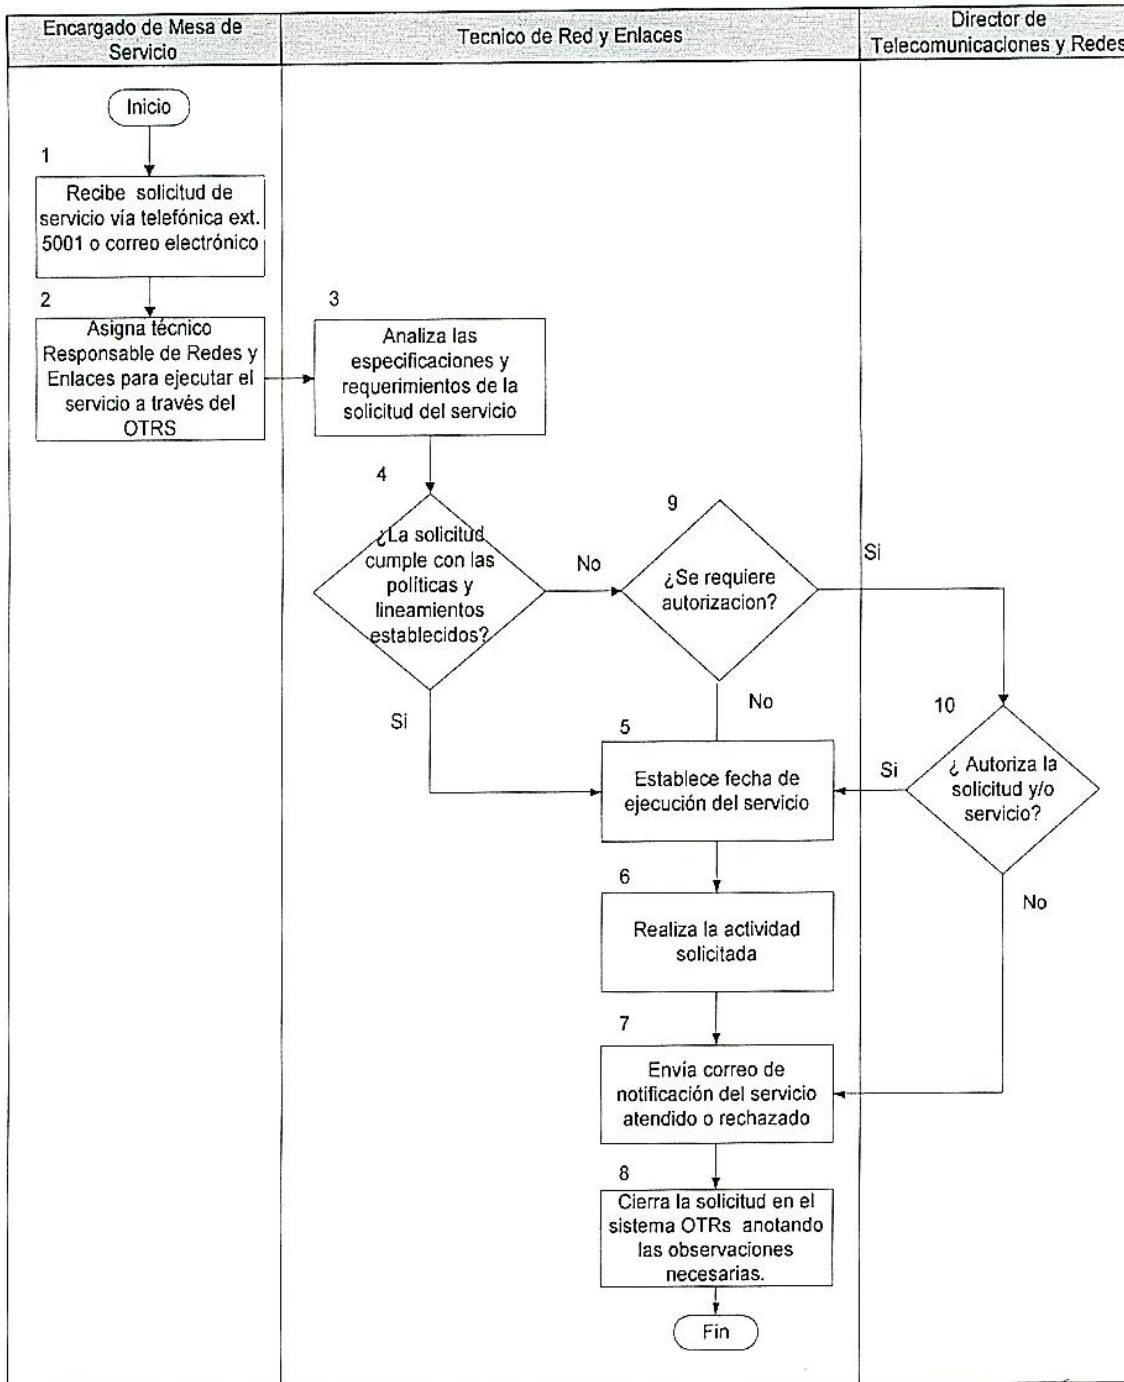 Encargado de Mesa de
Servicio
Tecnico de Red y Enlaces
Director de
Telecomunicaciones y Redes
Inicio
1
Recibe solicitud de
servicio vía telefónica ext.
5001 o correo electrónico
2
Asigna técnico
Responsable de Redes y
Enlaces para ejecutar el
servicio a través del
OTRS
3
Analiza las
especificaciones y
requerimientos de la
solicitud del servicio
4
¿La solicitud
cumple con las
políticas y
lineamientos
establecidos?
No
Si
9
¿Se requiere
autorizacion?
Si
No
10
¿ Autoriza la
solicitud y/o
servicio?
Si
No
5
Establece fecha de
ejecución del servicio
6
Realiza la actividad
solicitada
7
Envía correo de
notificación del servicio
atendido o rechazado
8
Cierra la solicitud en el
sistema OTRs anotando
las observaciones
necesarias.
Fin